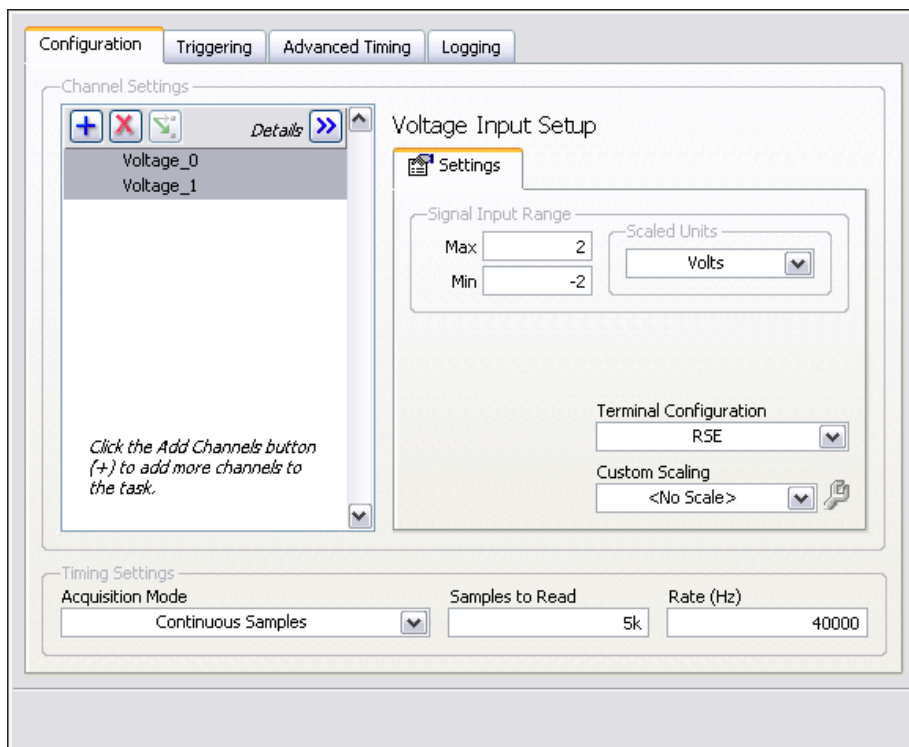 Configuration Triggering Advanced Timing Logging
Channel Settings
Details
Voltage_0
Voltage_1
Click the Add Channels button
(+) to add more channels to
the task.
Voltage Input Setup
Settings
Signal Input Range
Max 2
Min -2
Scaled Units
Volts
Terminal Configuration
RSE
Custom Scaling
<No Scale>
Timing Settings
Acquisition Mode Samples to Read Rate (Hz)
Continuous Samples 5k 40000